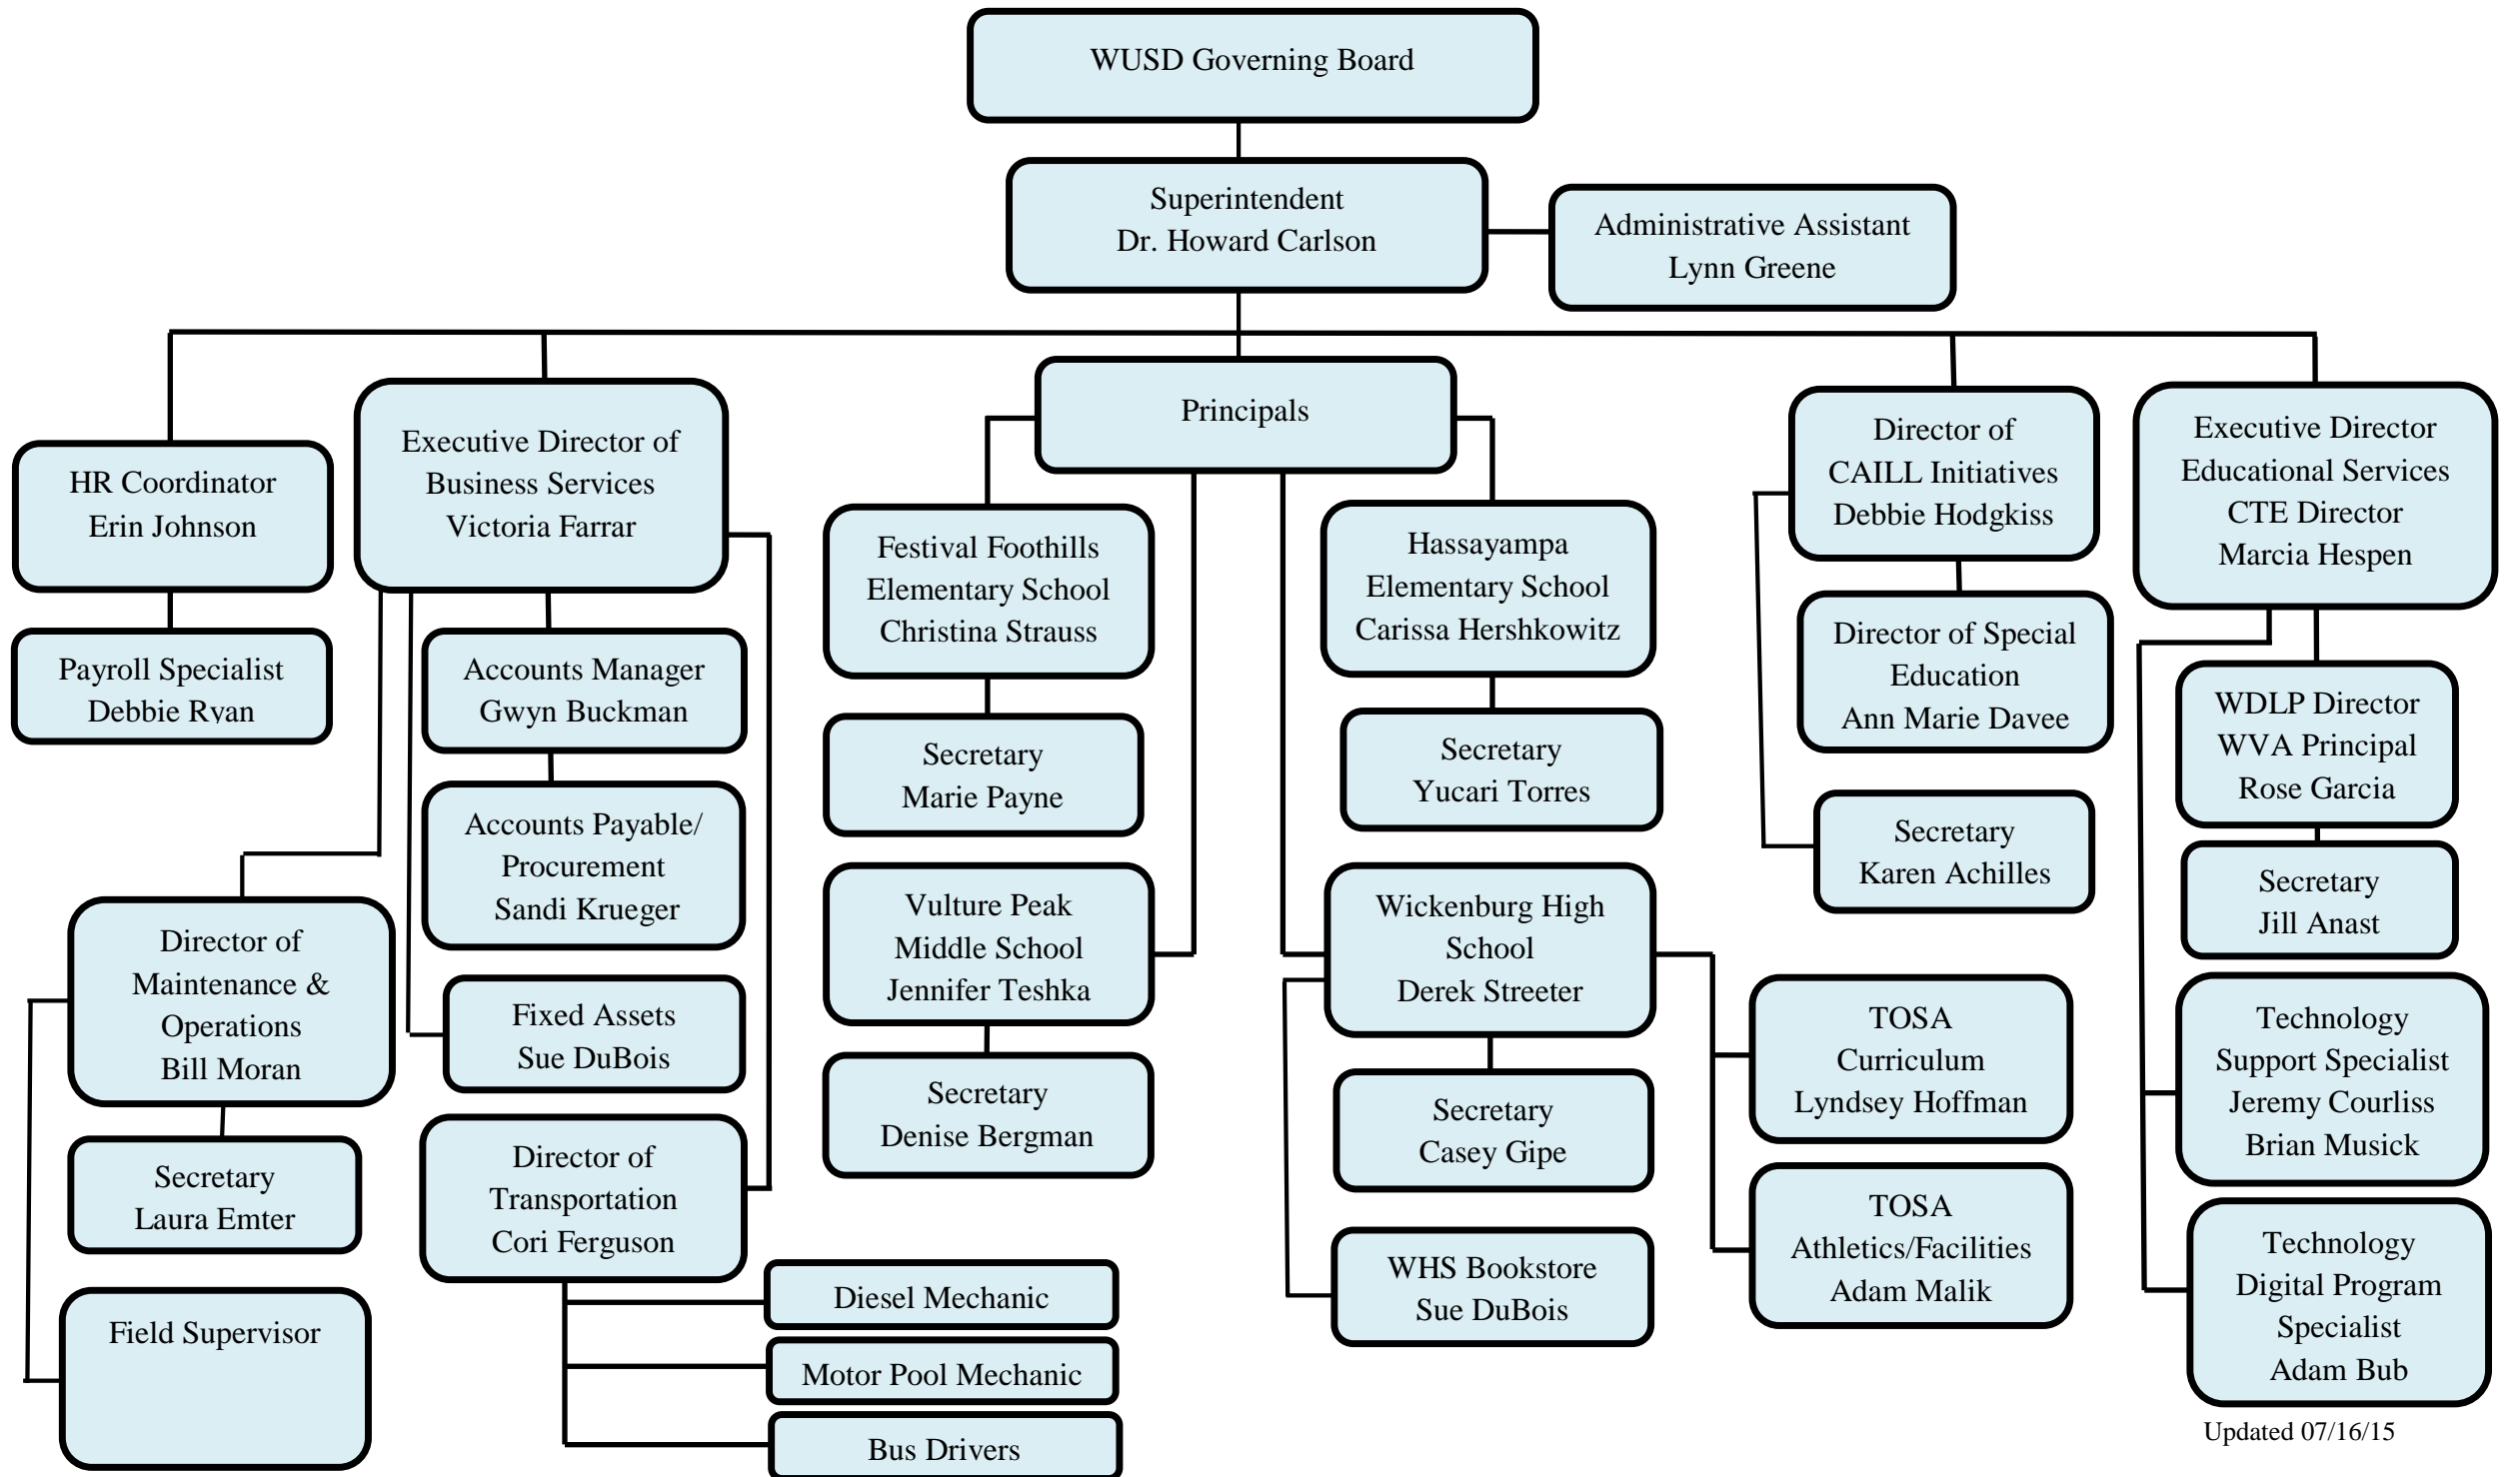 WUSD Governing Board
Superintendent
Dr. Howard Carlson
Administrative Assistant
Lynn Greene
HR Coordinator
Erin Johnson
Payroll Specialist
Debbie Ryan
Executive Director of
Business Services
Victoria Farrar
Accounts Manager
Gwyn Buckman
Accounts Payable/
Procurement
Sandi Krueger
Fixed Assets
Sue DuBois
Director of
Maintenance &
Operations
Bill Moran
Secretary
Laura Emter
Field Supervisor
Director of
Transportation
Cori Ferguson
Diesel Mechanic
Motor Pool Mechanic
Bus Drivers
Principals
Festival Foothills
Elementary School
Christina Strauss
Secretary
Marie Payne
Vulture Peak
Middle School
Jennifer Teshka
Secretary
Denise Bergman
Hassayampa
Elementary School
Carissa Hershkowitz
Secretary
Yucari Torres
Wickenburg High
School
Derek Streeter
Secretary
Casey Gipe
WHS Bookstore
Sue DuBois
TOSA
Curriculum
Lyndsey Hoffman
TOSA
Athletics/Facilities
Adam Malik
Director of
CAILL Initiatives
Debbie Hodgkiss
Director of Special
Education
Ann Marie Davee
Secretary
Karen Achilles
Executive Director
Educational Services
CTE Director
Marcia Hespen
WDLP Director
WVA Principal
Rose Garcia
Secretary
Jill Anast
Technology
Support Specialist
Jeremy Courliss
Brian Musick
Technology
Digital Program
Specialist
Adam Bub
Updated 07/16/15